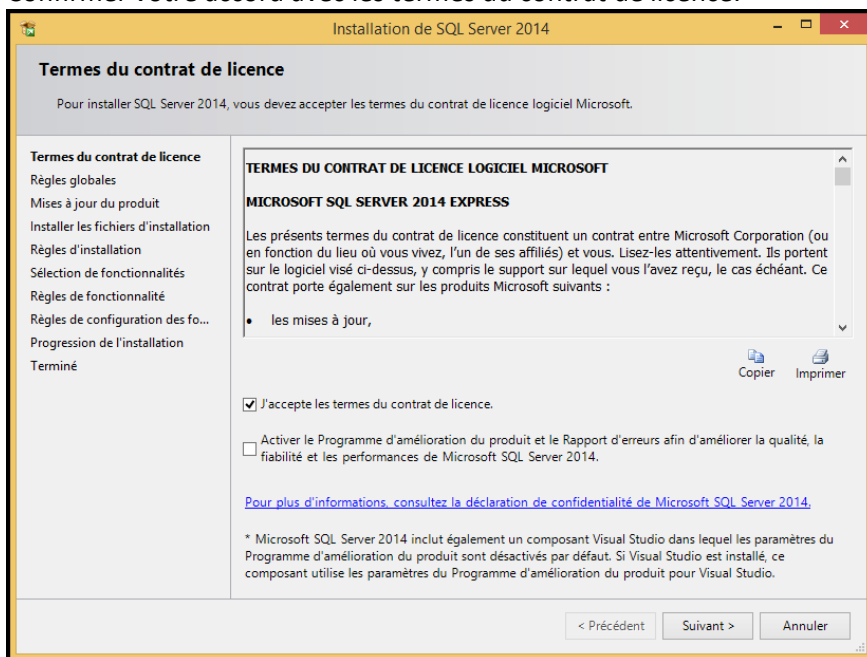 Confirmer votre accord avec les termes du contrat de licence.
Installation de SQL Server 2014
Termes du contrat de licence
Pour installer SQL Server 2014, vous devez accepter les termes du contrat de licence logiciel Microsoft.
Termes du contrat de licence
Règles globales
Mises à jour du produit
Installer les fichiers d'installation
Règles d'installation
Sélection de fonctionnalités
Règles de fonctionnalité
Règles de configuration des fo...
Progression de l'installation
Terminé
TERMES DU CONTRAT DE LICENCE LOGICIEL MICROSOFT
MICROSOFT SQL SERVER 2014 EXPRESS
Les présents termes du contrat de licence constituent un contrat entre Microsoft Corporation (ou
en fonction du lieu où vous vivez, l'un de ses affiliés) et vous. Lisez-les attentivement. Ils portent
sur le logiciel visé ci-dessus, y compris le support sur lequel vous l'avez reçu, le cas échéant. Ce
contrat porte également sur les produits Microsoft suivants :
• les mises à jour,
Copier Imprimer
J'accepte les termes du contrat de licence.
Activer le Programme d'amélioration du produit et le Rapport d'erreurs afin d'améliorer la qualité, la
fiabilité et les performances de Microsoft SQL Server 2014.
Pour plus d'informations, consultez la déclaration de confidentialité de Microsoft SQL Server 2014.
* Microsoft SQL Server 2014 inclut également un composant Visual Studio dans lequel les paramètres du
Programme d'amélioration du produit sont désactivés par défaut. Si Visual Studio est installé, ce
composant utilise les paramètres du Programme d'amélioration du produit pour Visual Studio.
< Précédent Suivant > Annuler